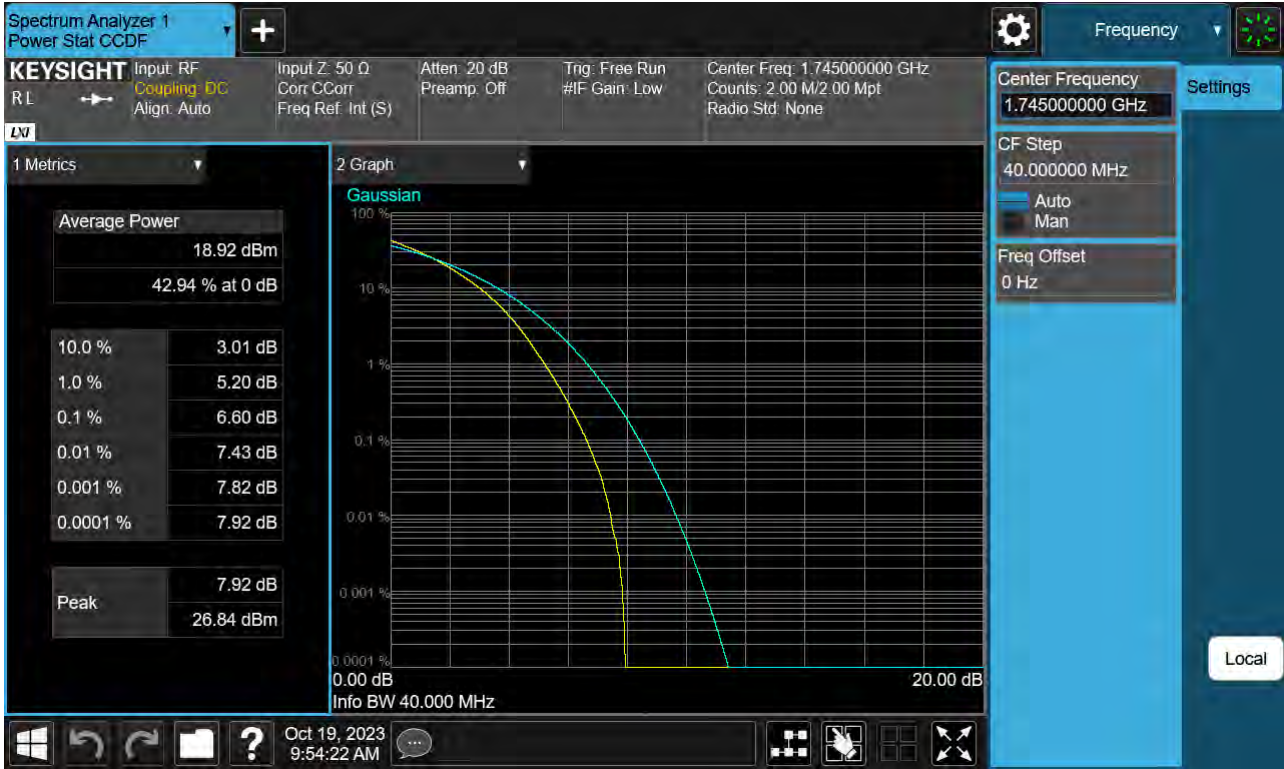 Spectrum Analyzer 1
Power Stat CCDF
Frequency
KEYSIGHT
R L
LXI
Input: RF
Coupling: DC
Align: Auto
Input Z: 50 Ω
Corr CCorr
Freq Ref: Int (S)
Atten: 20 dB
Preamp: Off
Trig: Free Run
#IF Gain: Low
Center Freq: 1.745000000 GHz
Counts: 2.00 M/2.00 Mpt
Radio Std: None
Center Frequency
1.745000000 GHz
Settings
CF Step
40.000000 MHz
Auto
Man
Freq Offset
0 Hz
1 Metrics
Average Power
18.92 dBm
42.94 % at 0 dB
10.0 % 3.01 dB
1.0 % 5.20 dB
0.1 % 6.60 dB
0.01 % 7.43 dB
0.001 % 7.82 dB
0.0001 % 7.92 dB
Peak
7.92 dB
26.84 dBm
2 Graph
Gaussian
100 %
10 %
1 %
0.1 %
0.01 %
0.001 %
0.0001 %
0.00 dB 20.00 dB
Info BW 40.000 MHz
Local
?
Oct 19, 2023
9:54:22 AM